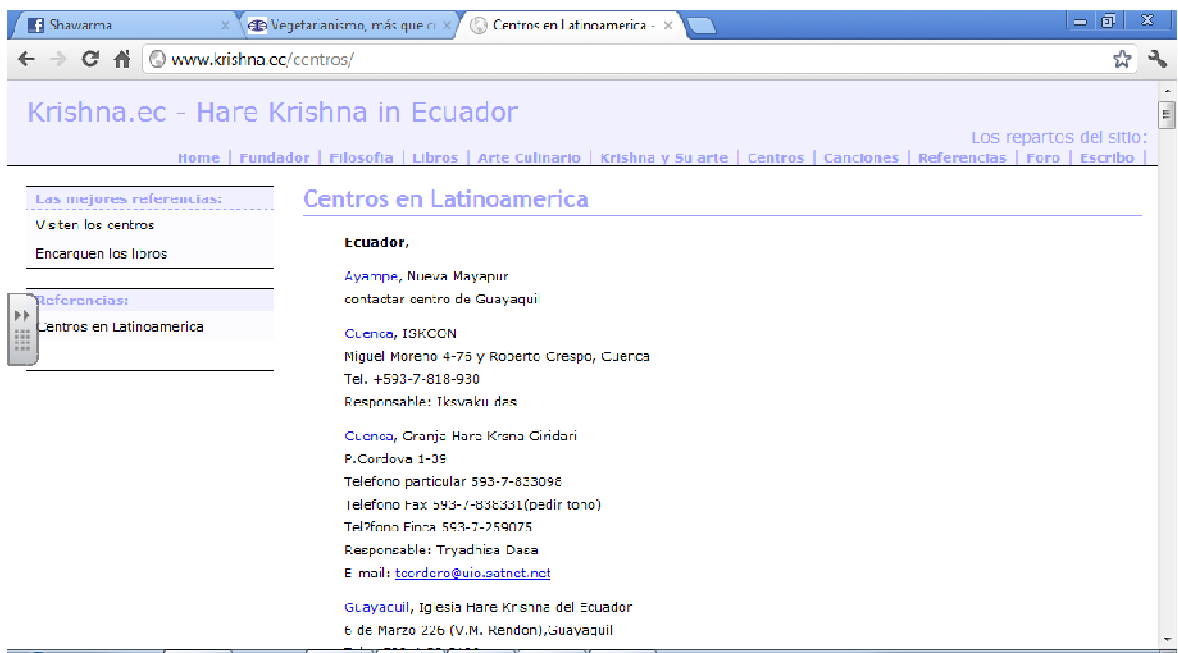 Shawarma
Vegetarianismo, más que c
Centros en Latinoamerica -
www.krishna.ec/centros/
Krishna.ec - Hare Krishna in Ecuador
Los repartos del sitio:
Home | Fundador | Filosofia | Libros | Arte Culinario | Krishna y Su arte | Centros | Canciones | Referencias | Foro | Escribo |
Las mejores referencias:
Visiten los centros
Encarguen los libros
Referencias:
Centros en Latinoamerica
Centros en Latinoamerica
Ecuador,
Ayampe, Nueva Mayapur
contactar centro de Guayaquil
Cuenca, ISKCON
Miguel Moreno 4-75 y Roberto Crespo, Cuenca
Tel. +593-7-818-930
Responsable: Iksvaku das
Cuenca, Granja Hare Krsna Giridari
P.Cordova 1-39
Telefono particular 593-7-833098
Telefono Fax 593-7-838331(pedir tono)
Tel?fono Finca 593-7-259075
Responsable: Tryadhisa Dasa
E-mail: tcordero@uio.satnet.net
Guayaquil, Iglesia Hare Krishna del Ecuador
6 de Marzo 226 (V.M. Rendon),Guayaquil